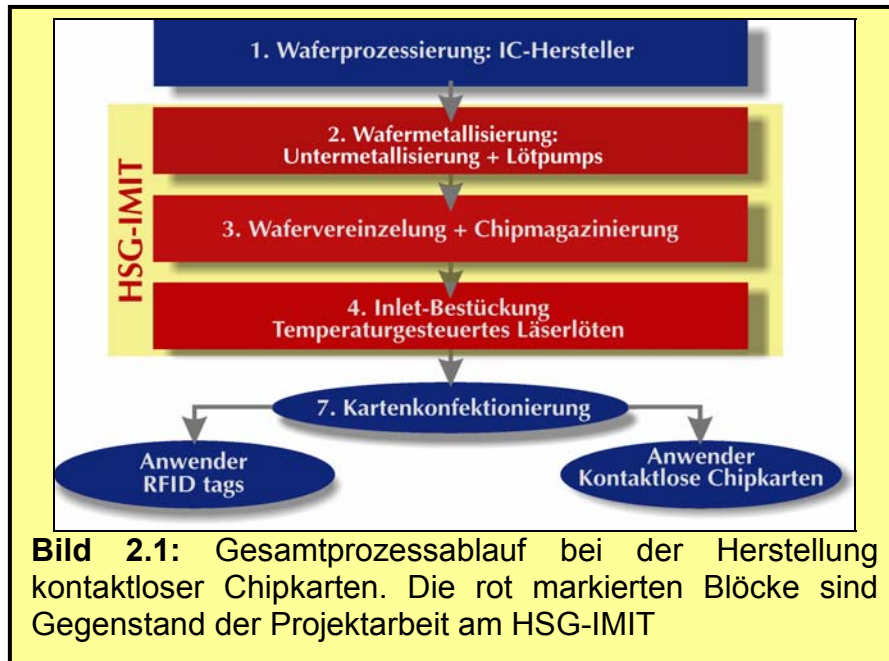 1. Waferprozessierung: IC-Hersteller
HSG-IMIT
2. Wafermetallisierung:
Untermetallisierung + Lötpumps
3. Wafervereinzelung + Chipmagazinierung
4. Inlet-Bestückung
Temperaturgesteuertes Läserlöten
7. Kartenkonfektionierung
Anwender
RFID tags
Anwender
Kontaktlose Chipkarten
Bild 2.1: Gesamtprozessablauf bei der Herstellung
kontaktloser Chipkarten. Die rot markierten Blöcke sind
Gegenstand der Projektarbeit am HSG-IMIT